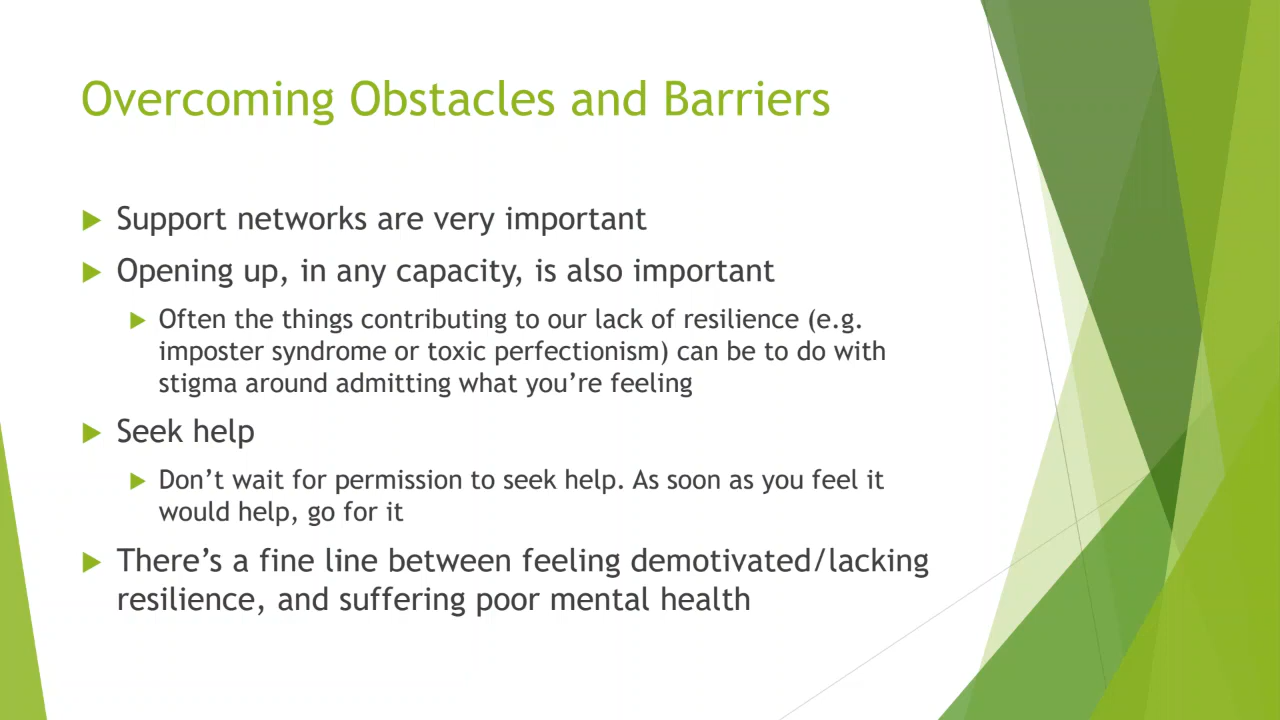 Overcoming Obstacles and Barriers
Support networks are very important
Opening up, in any capacity, is also important
Often the things contributing to our lack of resilience (e.g.
imposter syndrome or toxic perfectionism) can be to do with
stigma around admitting what you’re feeling
Seek help
Don’t wait for permission to seek help. As soon as you feel it
would help, go for it
There’s a fine line between feeling demotivated/lacking
resilience, and suffering poor mental health